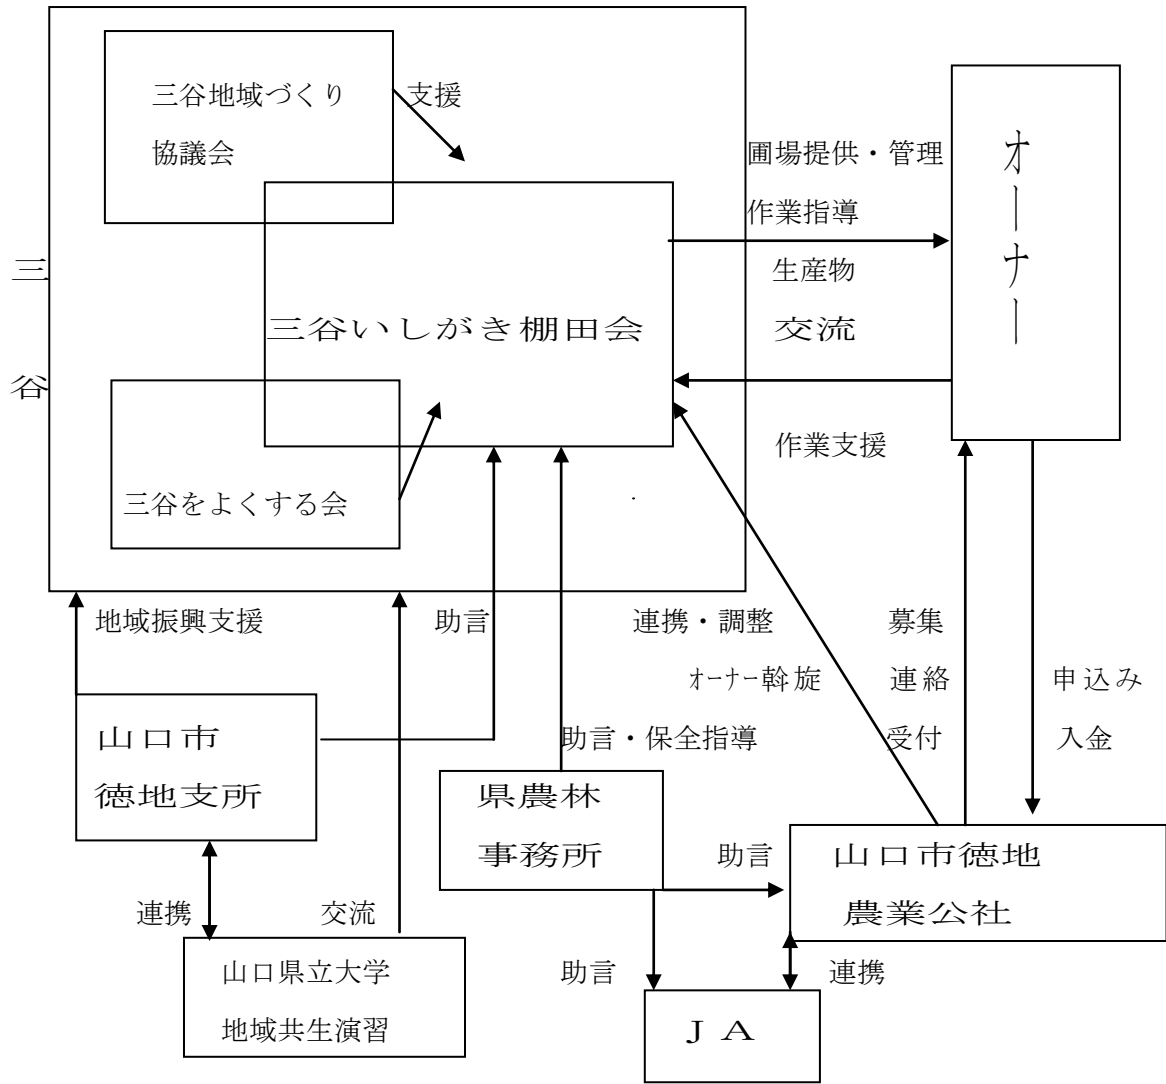 三谷地域づくり
協議会
支援
オーナー
圃場提供・管理
作業指導
生産物
交流
三谷
三谷いしがき棚田会
作業支援
三谷をよくする会
地域振興支援
助言
連携・調整
募集
ｵｰﾅｰ斡旋
連絡
申込み
山口市
徳地支所
助言・保全指導
受付
入金
県農林
事務所
助言
山口市徳地
農業公社
連携
交流
山口県立大学
地域共生演習
助言
連携
ＪＡ